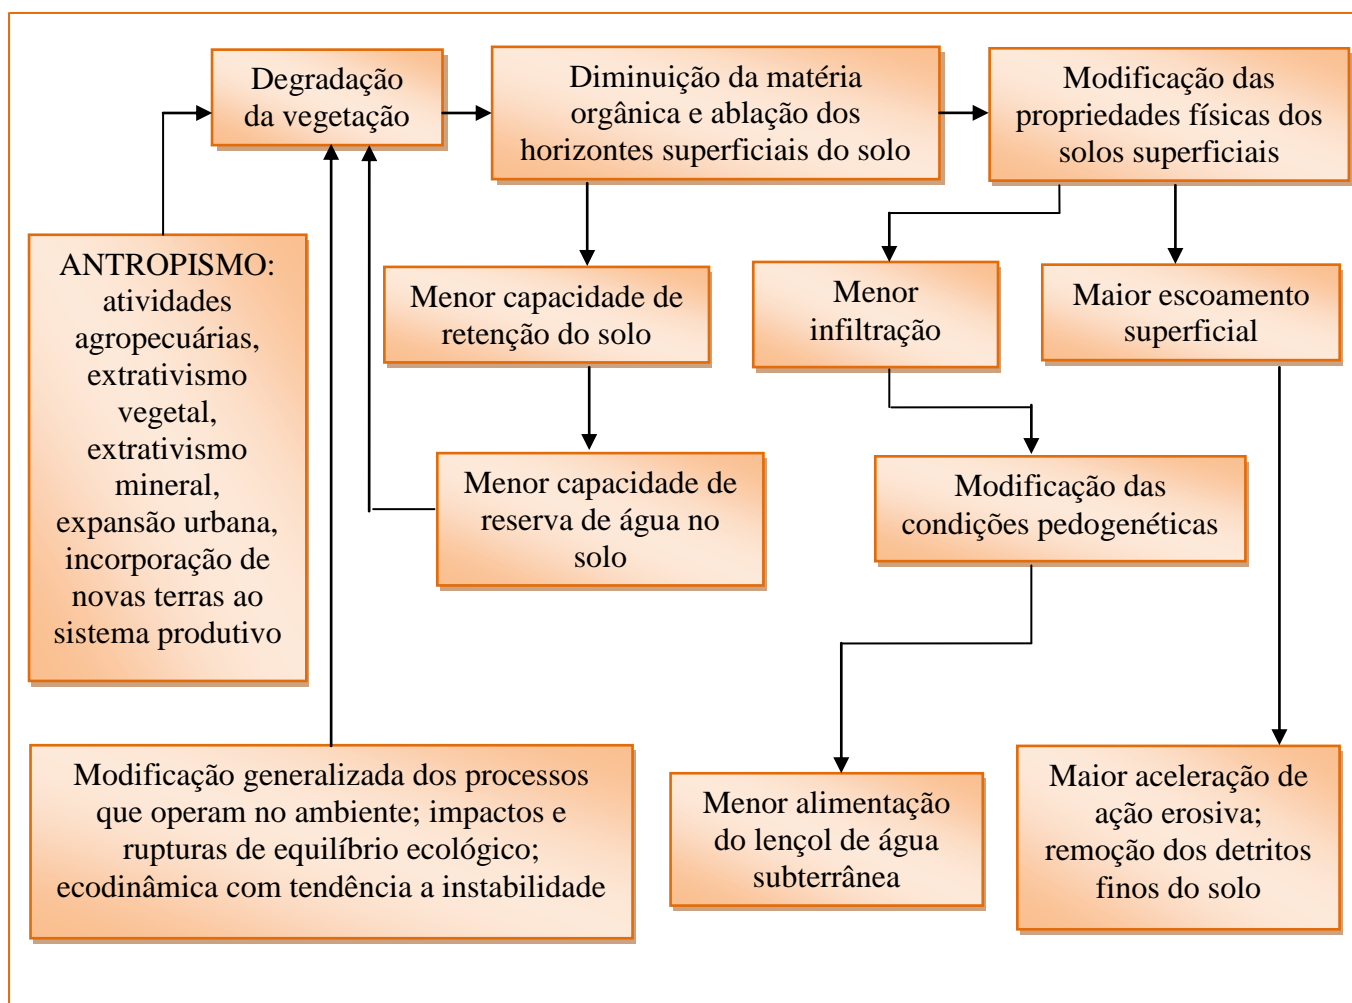 Degradação
da vegetação
Diminuição da matéria
orgânica e ablação dos
horizontes superficiais do solo
Modificação das
propriedades físicas dos
solos superficiais
ANTROPISMO:
atividades
agropecuárias,
extrativismo
vegetal,
extrativismo
mineral,
expansão urbana,
incorporação de
novas terras ao
sistema produtivo
Menor capacidade de
retenção do solo
Menor
infiltração
Maior escoamento
superficial
Menor capacidade de
reserva de água no
solo
Modificação das
condições pedogenéticas
Modificação generalizada dos processos
que operam no ambiente; impactos e
rupturas de equilíbrio ecológico;
ecodinâmica com tendência a instabilidade
Menor alimentação
do lençol de água
subterrânea
Maior aceleração de
ação erosiva;
remoção dos detritos
finos do solo